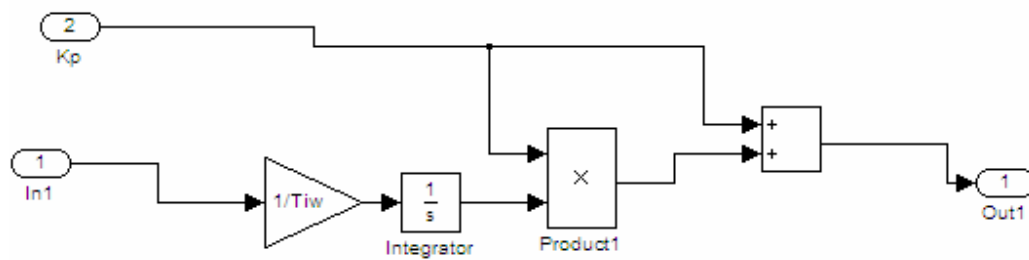 2
Kp
+
+
1
In1
1/Tiw
1
s
Integrator
×
Product1
1
Out1